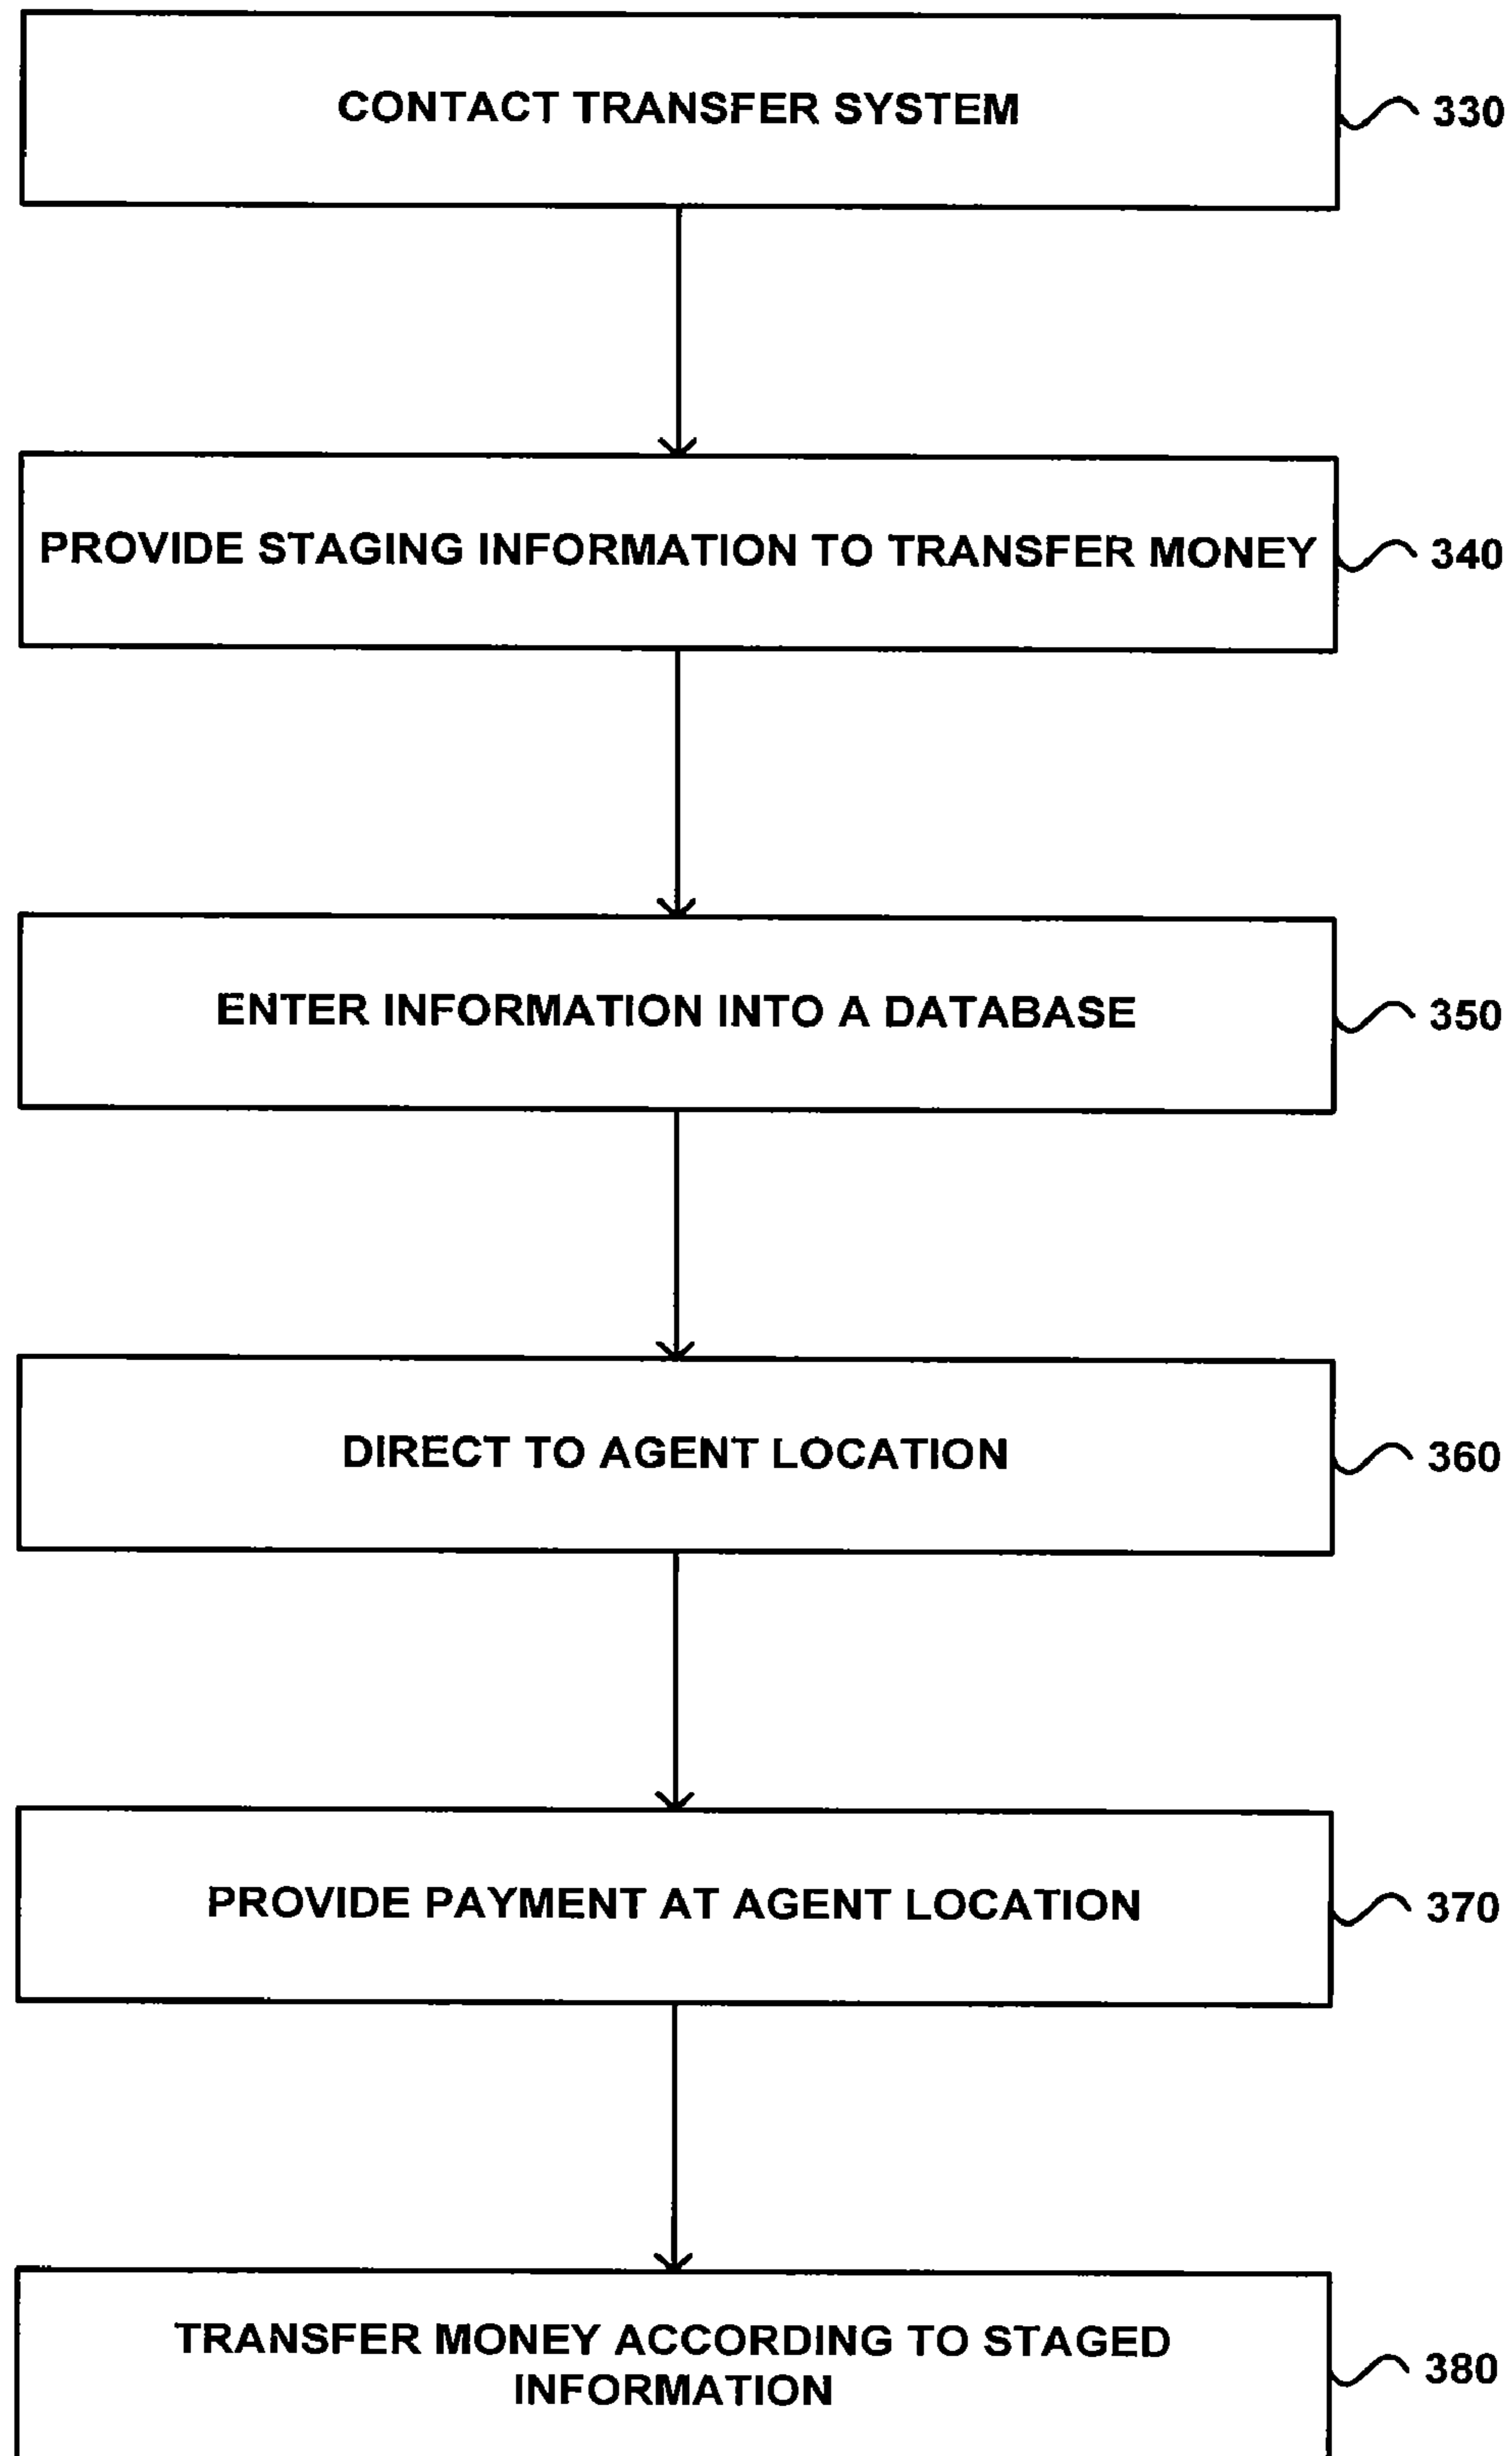 CONTACT TRANSFER SYSTEM
330
PROVIDE STAGING INFORMATION TO TRANSFER MONEY
340
ENTER INFORMATION INTO A DATABASE
350
DIRECT TO AGENT LOCATION
360
PROVIDE PAYMENT AT AGENT LOCATION
370
TRANSFER MONEY ACCORDING TO STAGED
INFORMATION
380